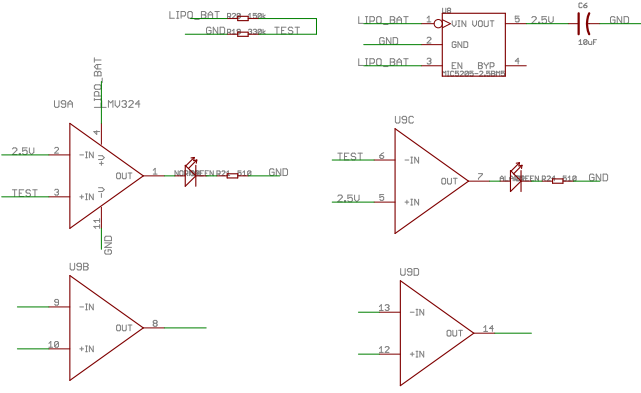 LIPO_BAT R20 150k
GND R19 330k TEST
U8
LIPO_BAT 1 VIN VOUT 5 2.5V
GND 2 GND
LIPO_BAT 3 EN BYP 4
MIC5205-2.5BM5
C6
GND
10uF
U9A
LIPO_BAT
LMV324
4
2.5V 2 -IN
+V
OUT 1
TEST 3 +IN
-V
11
GND
510 GND
U9C
TEST 6 -IN
OUT 7
2.5V 5 +IN
510 GND
U9B
9 -IN
OUT 8
10 +IN
U9D
13 -IN
OUT 14
12 +IN